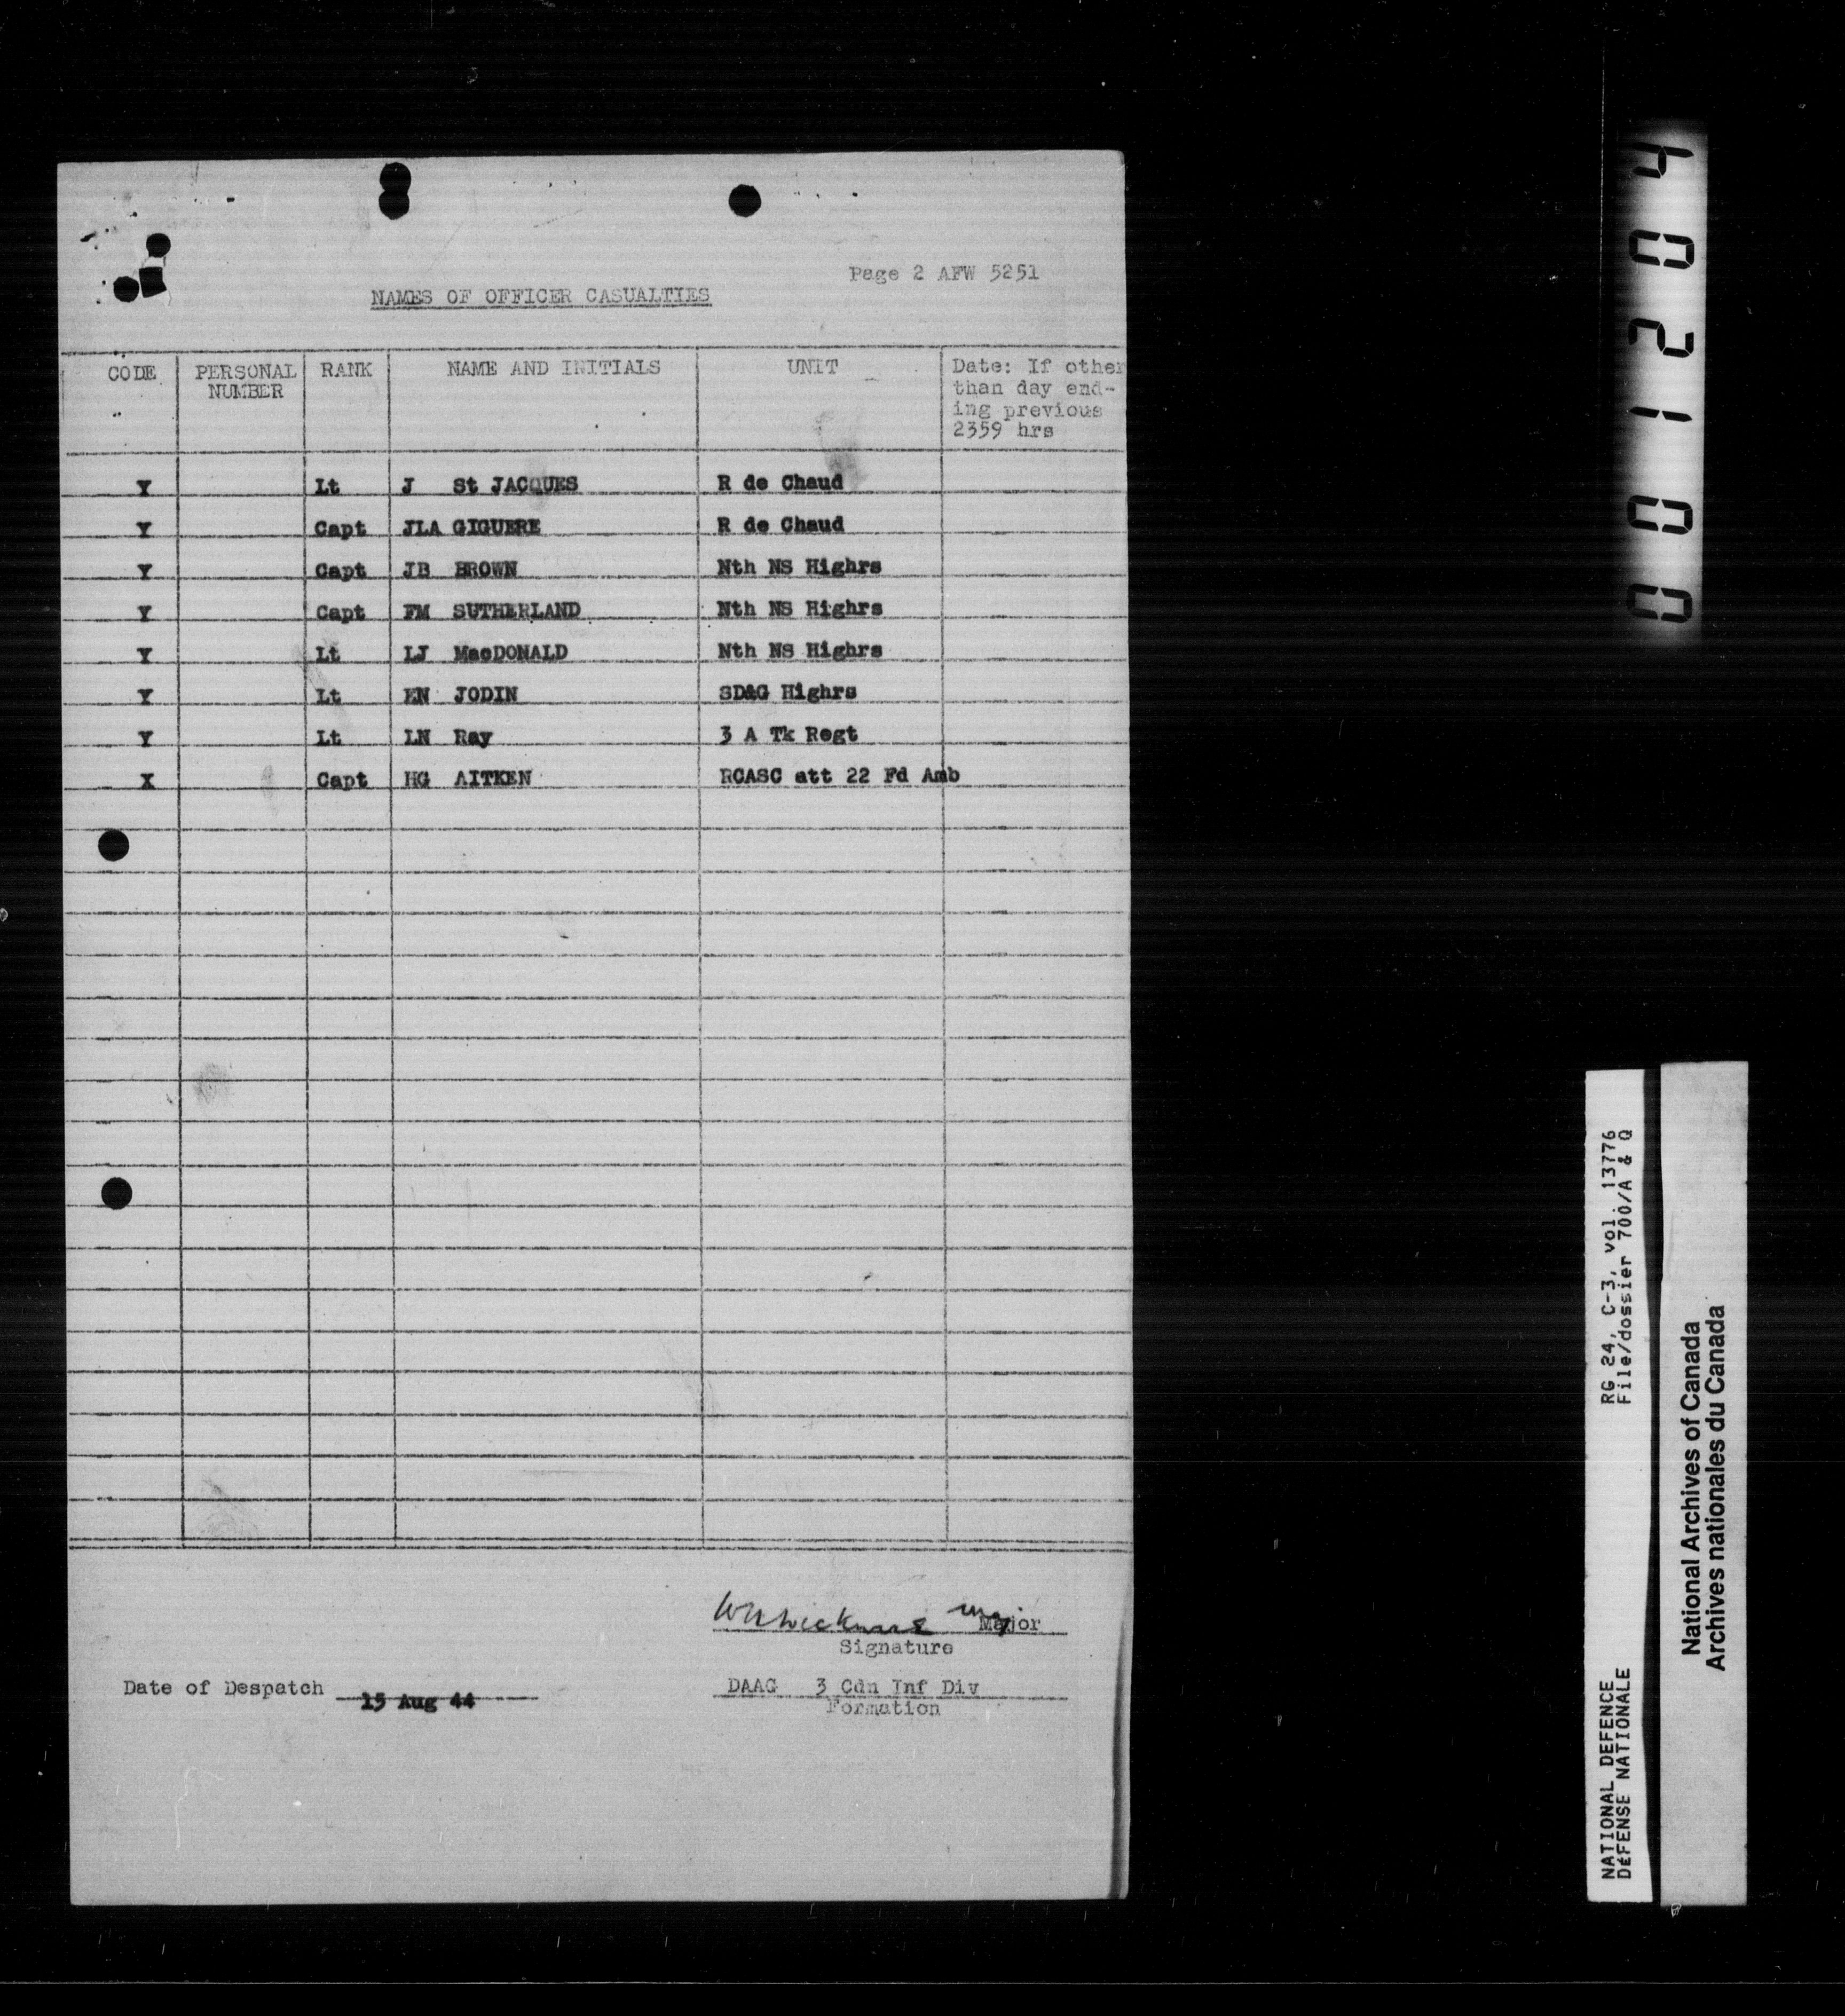 Page 2 AFW 5251
NAMES OF OFFICER CASUALTIES
CODE PERSONAL NUMBER RANK NAME AND INITIALS UNIT Date: If other than day end-ing previous 2359 hrs
Y Lt J St JACQUES R de Chaud
Y Capt JLA GIGUERE R de Chaud
Y Capt JB BROWN Nth NS Highrs
Y Capt FM SUTHERLAND Nth NS Highrs
Y Lt LJ MacDONALD Nth NS Highrs
Y Lt EN JODIN SD&G Highrs
Y Lt LN Ray 3 A Tk Regt
X Capt HG AITKEN RCASC att 22 Fd Amb
Major
Signature
Date of Despatch 15 Aug 44
DAAG 3 Cdn Inf Div
Formation
001204
RG 24, C-3, vol. 13776
File/dossier 700/A & Q
NATIONAL DEFENCE
DÉFENSE NATIONALE
National Archives of Canada
Archives nationales du Canada